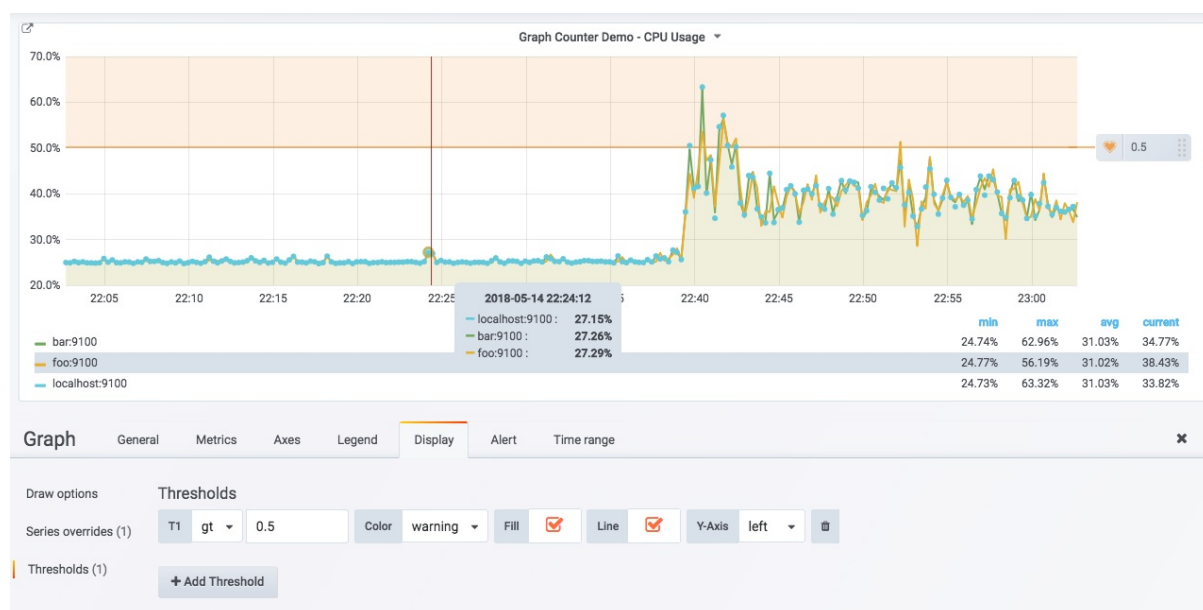 Graph Counter Demo - CPU Usage
70.0%
60.0%
50.0%
0.5
40.0%
30.0%
20.0%
22:05 22:10 22:15 22:20 22:25 5 22:40 22:45 22:50 22:55 23:00
2018-05-14 22:24:12
localhost:9100 : 27.15%
bar:9100 : 27.26%
foo:9100 : 27.29%
min max avg current
bar:9100 24.74% 62.96% 31.03% 34.77%
foo:9100 24.77% 56.19% 31.02% 38.43%
localhost:9100 24.73% 63.32% 31.03% 33.82%
Graph General Metrics Axes Legend Display Alert Time range
Draw options
Series overrides (1)
Thresholds (1)
Thresholds
T1 gt 0.5 Color warning Fill Line Y-Axis left
+ Add Threshold